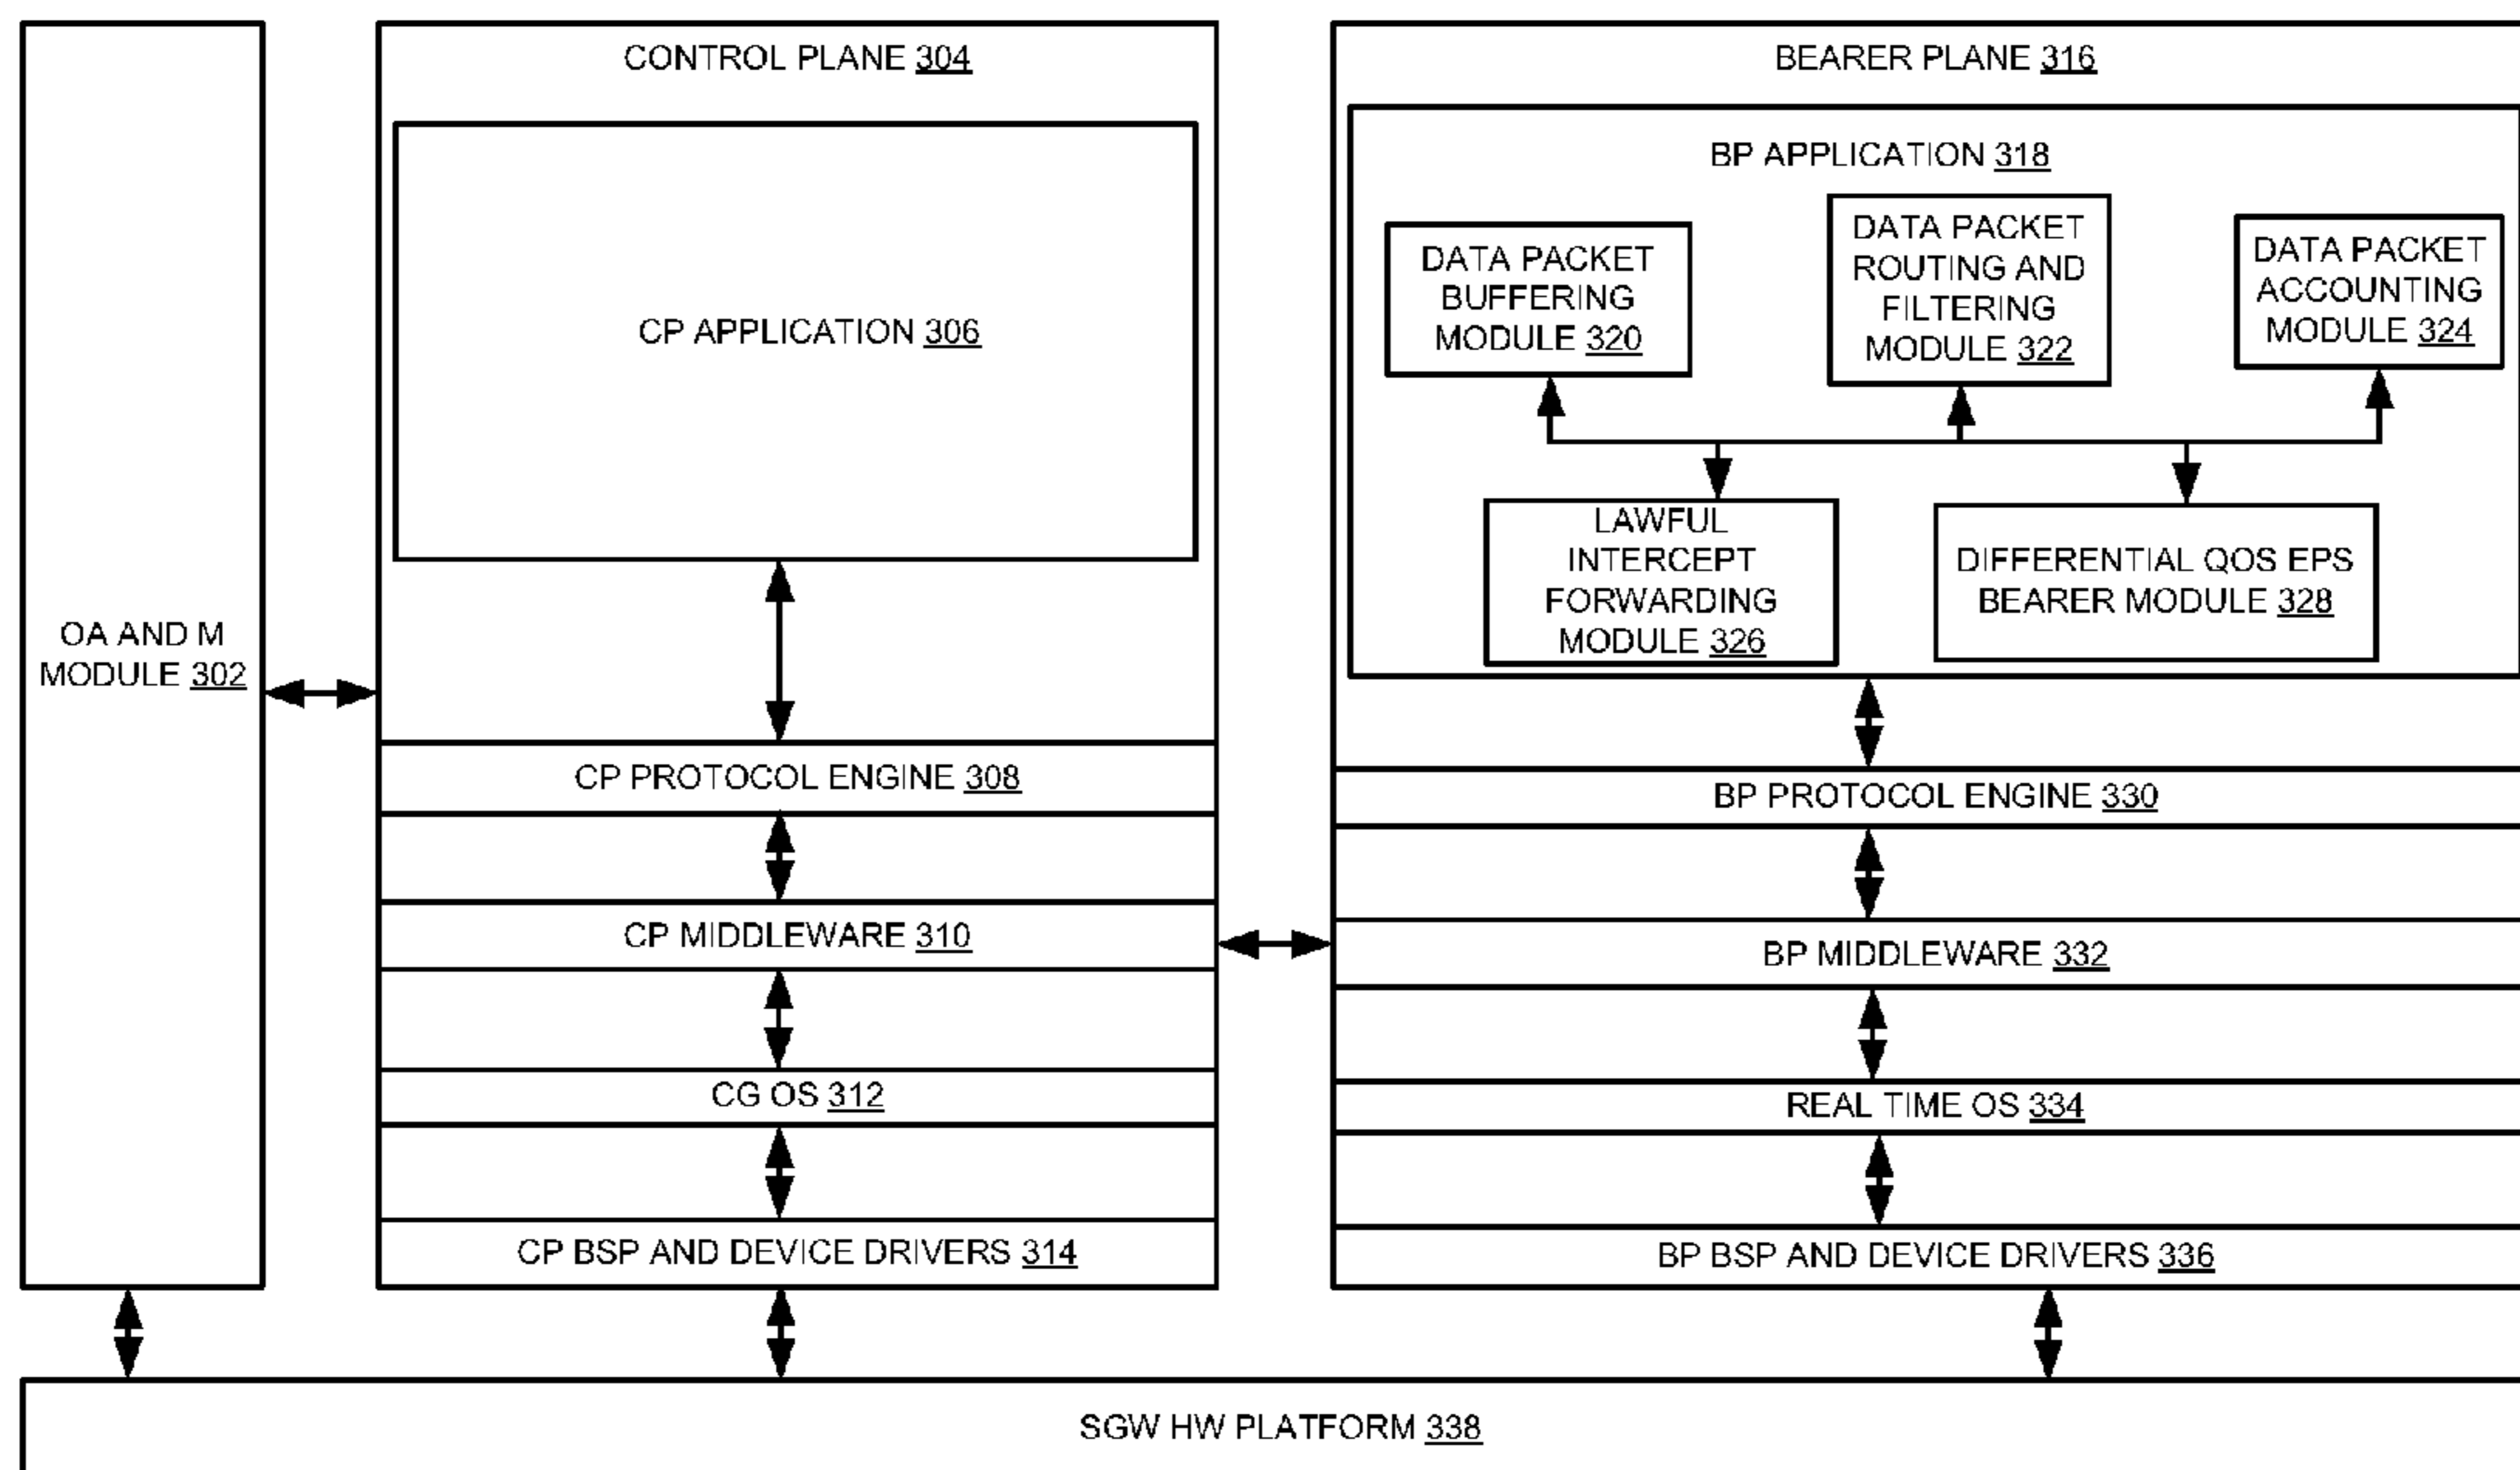 OA AND M
MODULE 302
CONTROL PLANE 304
CP APPLICATION 306
CP PROTOCOL ENGINE 308
CP MIDDLEWARE 310
CG OS 312
CP BSP AND DEVICE DRIVERS 314
BEARER PLANE 316
BP APPLICATION 318
DATA PACKET
BUFFERING
MODULE 320
DATA PACKET
ROUTING AND
FILTERING
MODULE 322
DATA PACKET
ACCOUNTING
MODULE 324
LAWFUL
INTERCEPT
FORWARDING
MODULE 326
DIFFERENTIAL QOS EPS
BEARER MODULE 328
BP PROTOCOL ENGINE 330
BP MIDDLEWARE 332
REAL TIME OS 334
BP BSP AND DEVICE DRIVERS 336
SGW HW PLATFORM 338